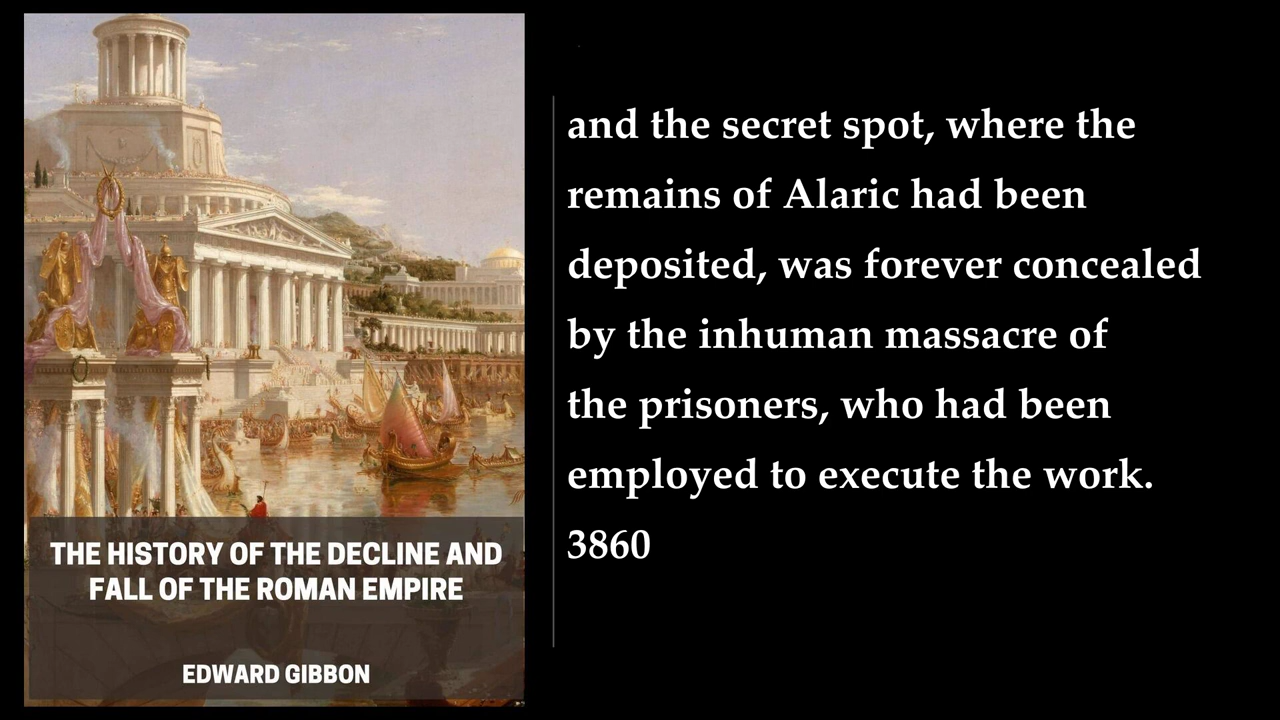 THE HISTORY OF THE DECLINE AND
FALL OF THE ROMAN EMPIRE
EDWARD GIBBON
and the secret spot, where the
remains of Alaric had been
deposited, was forever concealed
by the inhuman massacre of
the prisoners, who had been
employed to execute the work.
3860